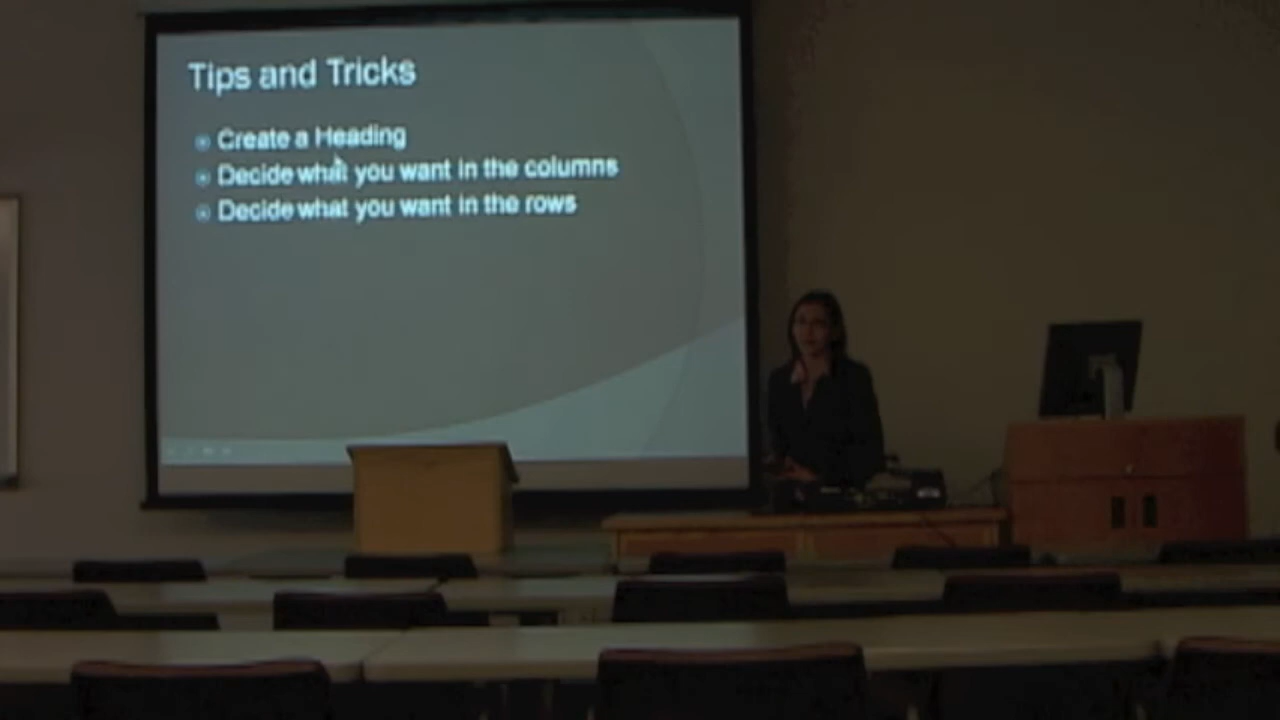 Tips and Tricks
Create a Heading
Decide what you want in the columns
Decide what you want in the rows